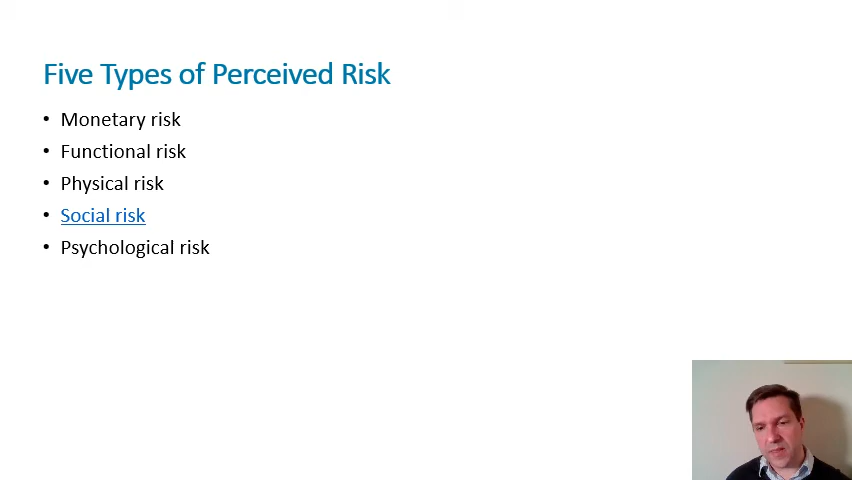 Five Types of Perceived Risk
• Monetary risk
• Functional risk
• Physical risk
• Social risk
• Psychological risk